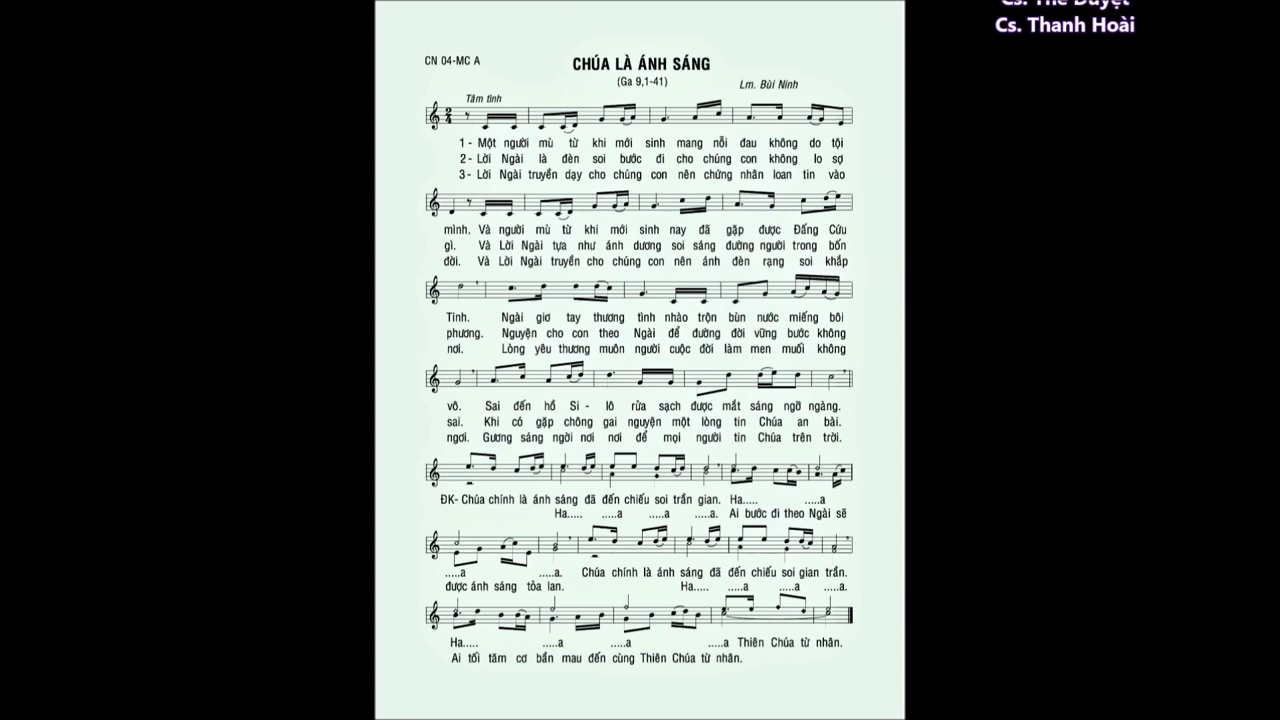 Cs. Thế Duyệt
Cs. Thanh Hoài
CN 04-MC A
CHÚA LÀ ÁNH SÁNG
(Ga 9,1-41)
Lm. Bùi Ninh
Tâm tình
1- Một người mù từ khi mới sinh mang nỗi đau không do tội
2- Lời Ngài là đèn soi bước đi cho chúng con không lo sợ
3- Lời Ngài truyền dạy cho chúng con nên chứng nhân loan tin vào
mình. Và người mù từ khi mới sinh nay đã gặp được Đấng Cứu
gì. Và Lời Ngài tựa như ánh dương soi sáng đường người trong bốn
đời. Và Lời Ngài truyền cho chúng con nên ánh đèn rạng soi khắp
Tinh. Ngài giơ tay thương tình nhào trộn bùn nước miếng bôi
phương. Nguyện cho con theo Ngài để đường đời vững bước không
nơi. Lòng yêu thương muôn người cuộc đời làm men muối không
vô. Sai đến hồ Si - lô rửa sạch được mắt sáng ngỡ ngàng.
sai. Khi có gặp chông gai nguyện một lòng tin Chúa an bài.
ngơi. Gương sáng ngời nơi nơi để mọi người tin Chúa trên trời.
ĐK- Chúa chính là ánh sáng đã đến chiếu soi trần gian. Ha..... .....a
Ha..... .....a .....a .....a. Ai bước đi theo Ngài sẽ
.....a .....a. Chúa chính là ánh sáng đã đến chiếu soi gian trần.
được ánh sáng tỏa lan. Ha..... .....a .....a .....a.
Ha..... .....a .....a .....a Thiên Chúa từ nhân.
Ai tối tăm cơ bần mau đến cùng Thiên Chúa từ nhân.